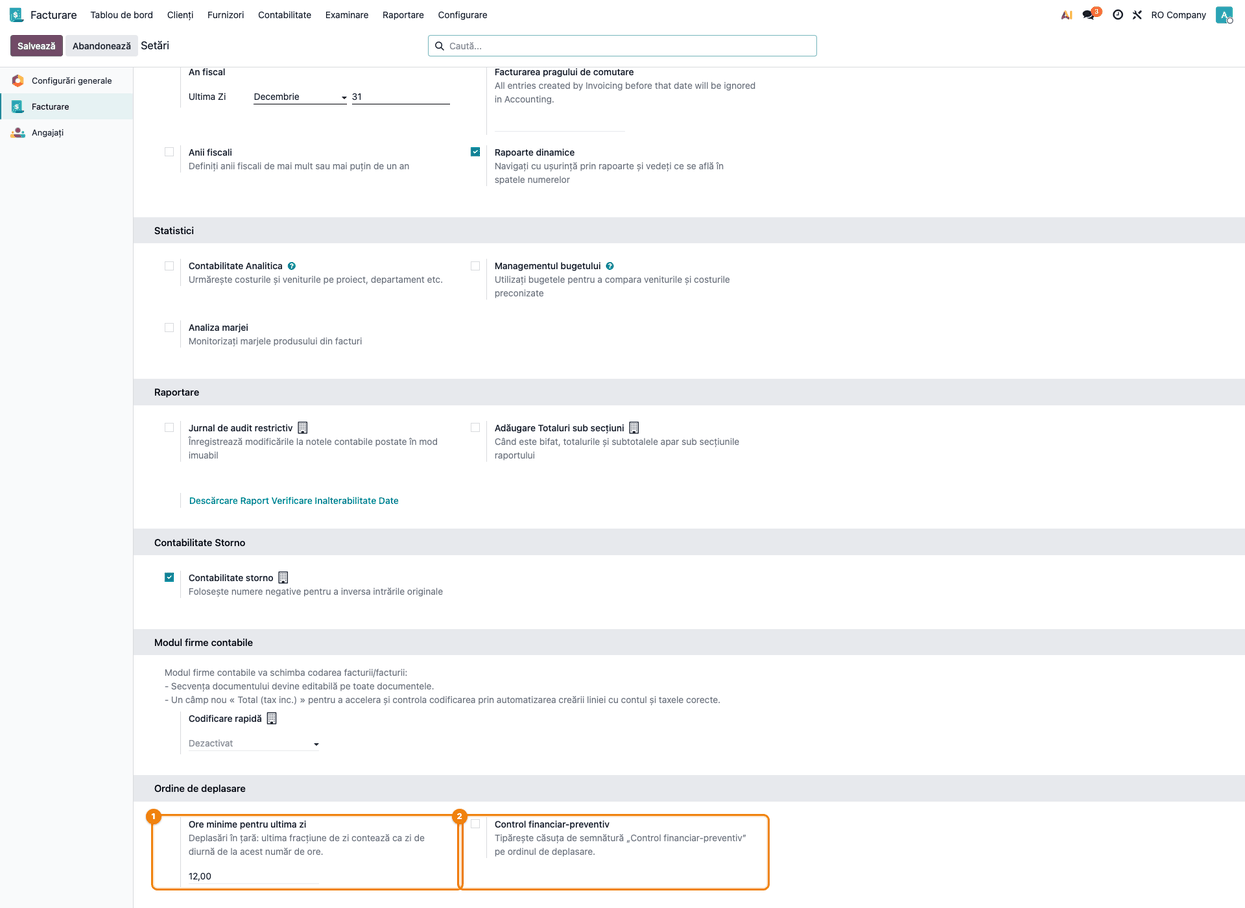 Facturare Tablou de bord Clienți Furnizori Contabilitate Examinare Raportare Configurare 3 RO Company A
Salvează Abandonează Setări Caută...
Configurări generale
Facturare
Angajați
An fiscal
Ultima Zi Decembrie 31
Facturarea pragului de comutare
All entries created by Invoicing before that date will be ignored
in Accounting.
Anii fiscali
Definiți anii fiscali de mai mult sau mai puțin de un an
Rapoarte dinamice
Navigați cu ușurință prin rapoarte și vedeți ce se află în
spatele numerelor
Statistici
Contabilitate Analitica ?
Urmărește costurile și veniturile pe proiect, departament etc.
Managementul bugetului ?
Utilizați bugetele pentru a compara veniturile și costurile
preconizate
Analiza marjei
Monitorizați marjele produsului din facturi
Raportare
Jurnal de audit restrictiv
Înregistrează modificările la notele contabile postate în mod
imuabil
Adăugare Totaluri sub secțiuni
Când este bifat, totalurile și subtotalele apar sub secțiunile
raportului
Descărcare Raport Verificare Inalterabilitate Date
Contabilitate Storno
Contabilitate storno
Folosește numere negative pentru a inversa intrările originale
Modul firme contabile
Modul firme contabile va schimba codarea facturii/facturii:
- Secvența documentului devine editabilă pe toate documentele.
- Un câmp nou « Total (tax inc.) » pentru a accelera și controla codificarea prin automatizarea creării liniei cu contul și taxele corecte.
Codificare rapidă
Dezactivat
Ordine de deplasare
1
Ore minime pentru ultima zi
Deplasări în țară: ultima fracțiune de zi contează ca zi de
diurnă de la acest număr de ore.
12,00
2
Control financiar-preventiv
Tipărește căsuța de semnătură „Control financiar-preventiv”
pe ordinul de deplasare.